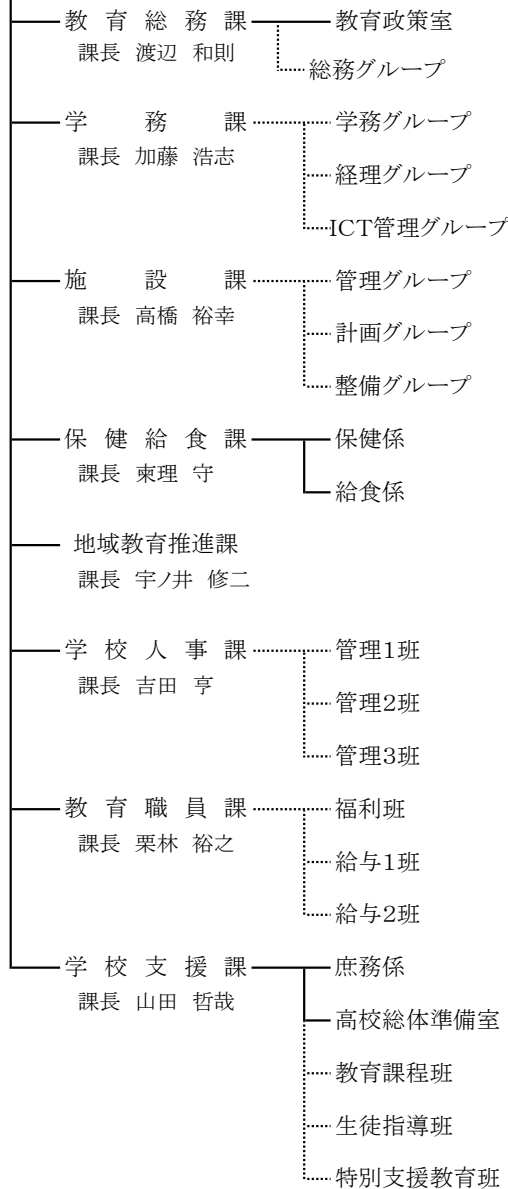 教育総務課 教育政策室
課長 渡辺 和則
総務グループ
学務課 学務グループ
課長 加藤 浩志
経理グループ
ICT管理グループ
施設課 管理グループ
課長 高橋 裕幸
計画グループ
整備グループ
保健給食課 保健係
課長 東理 守
給食係
地域教育推進課
課長 宇ノ井 修二
学校人事課 管理1班
課長 吉田 亨
管理2班
管理3班
教育職員課 福利班
課長 栗林 裕之
給与1班
給与2班
学校支援課 庶務係
課長 山田 哲哉
高校総体準備室
教育課程班
生徒指導班
特別支援教育班